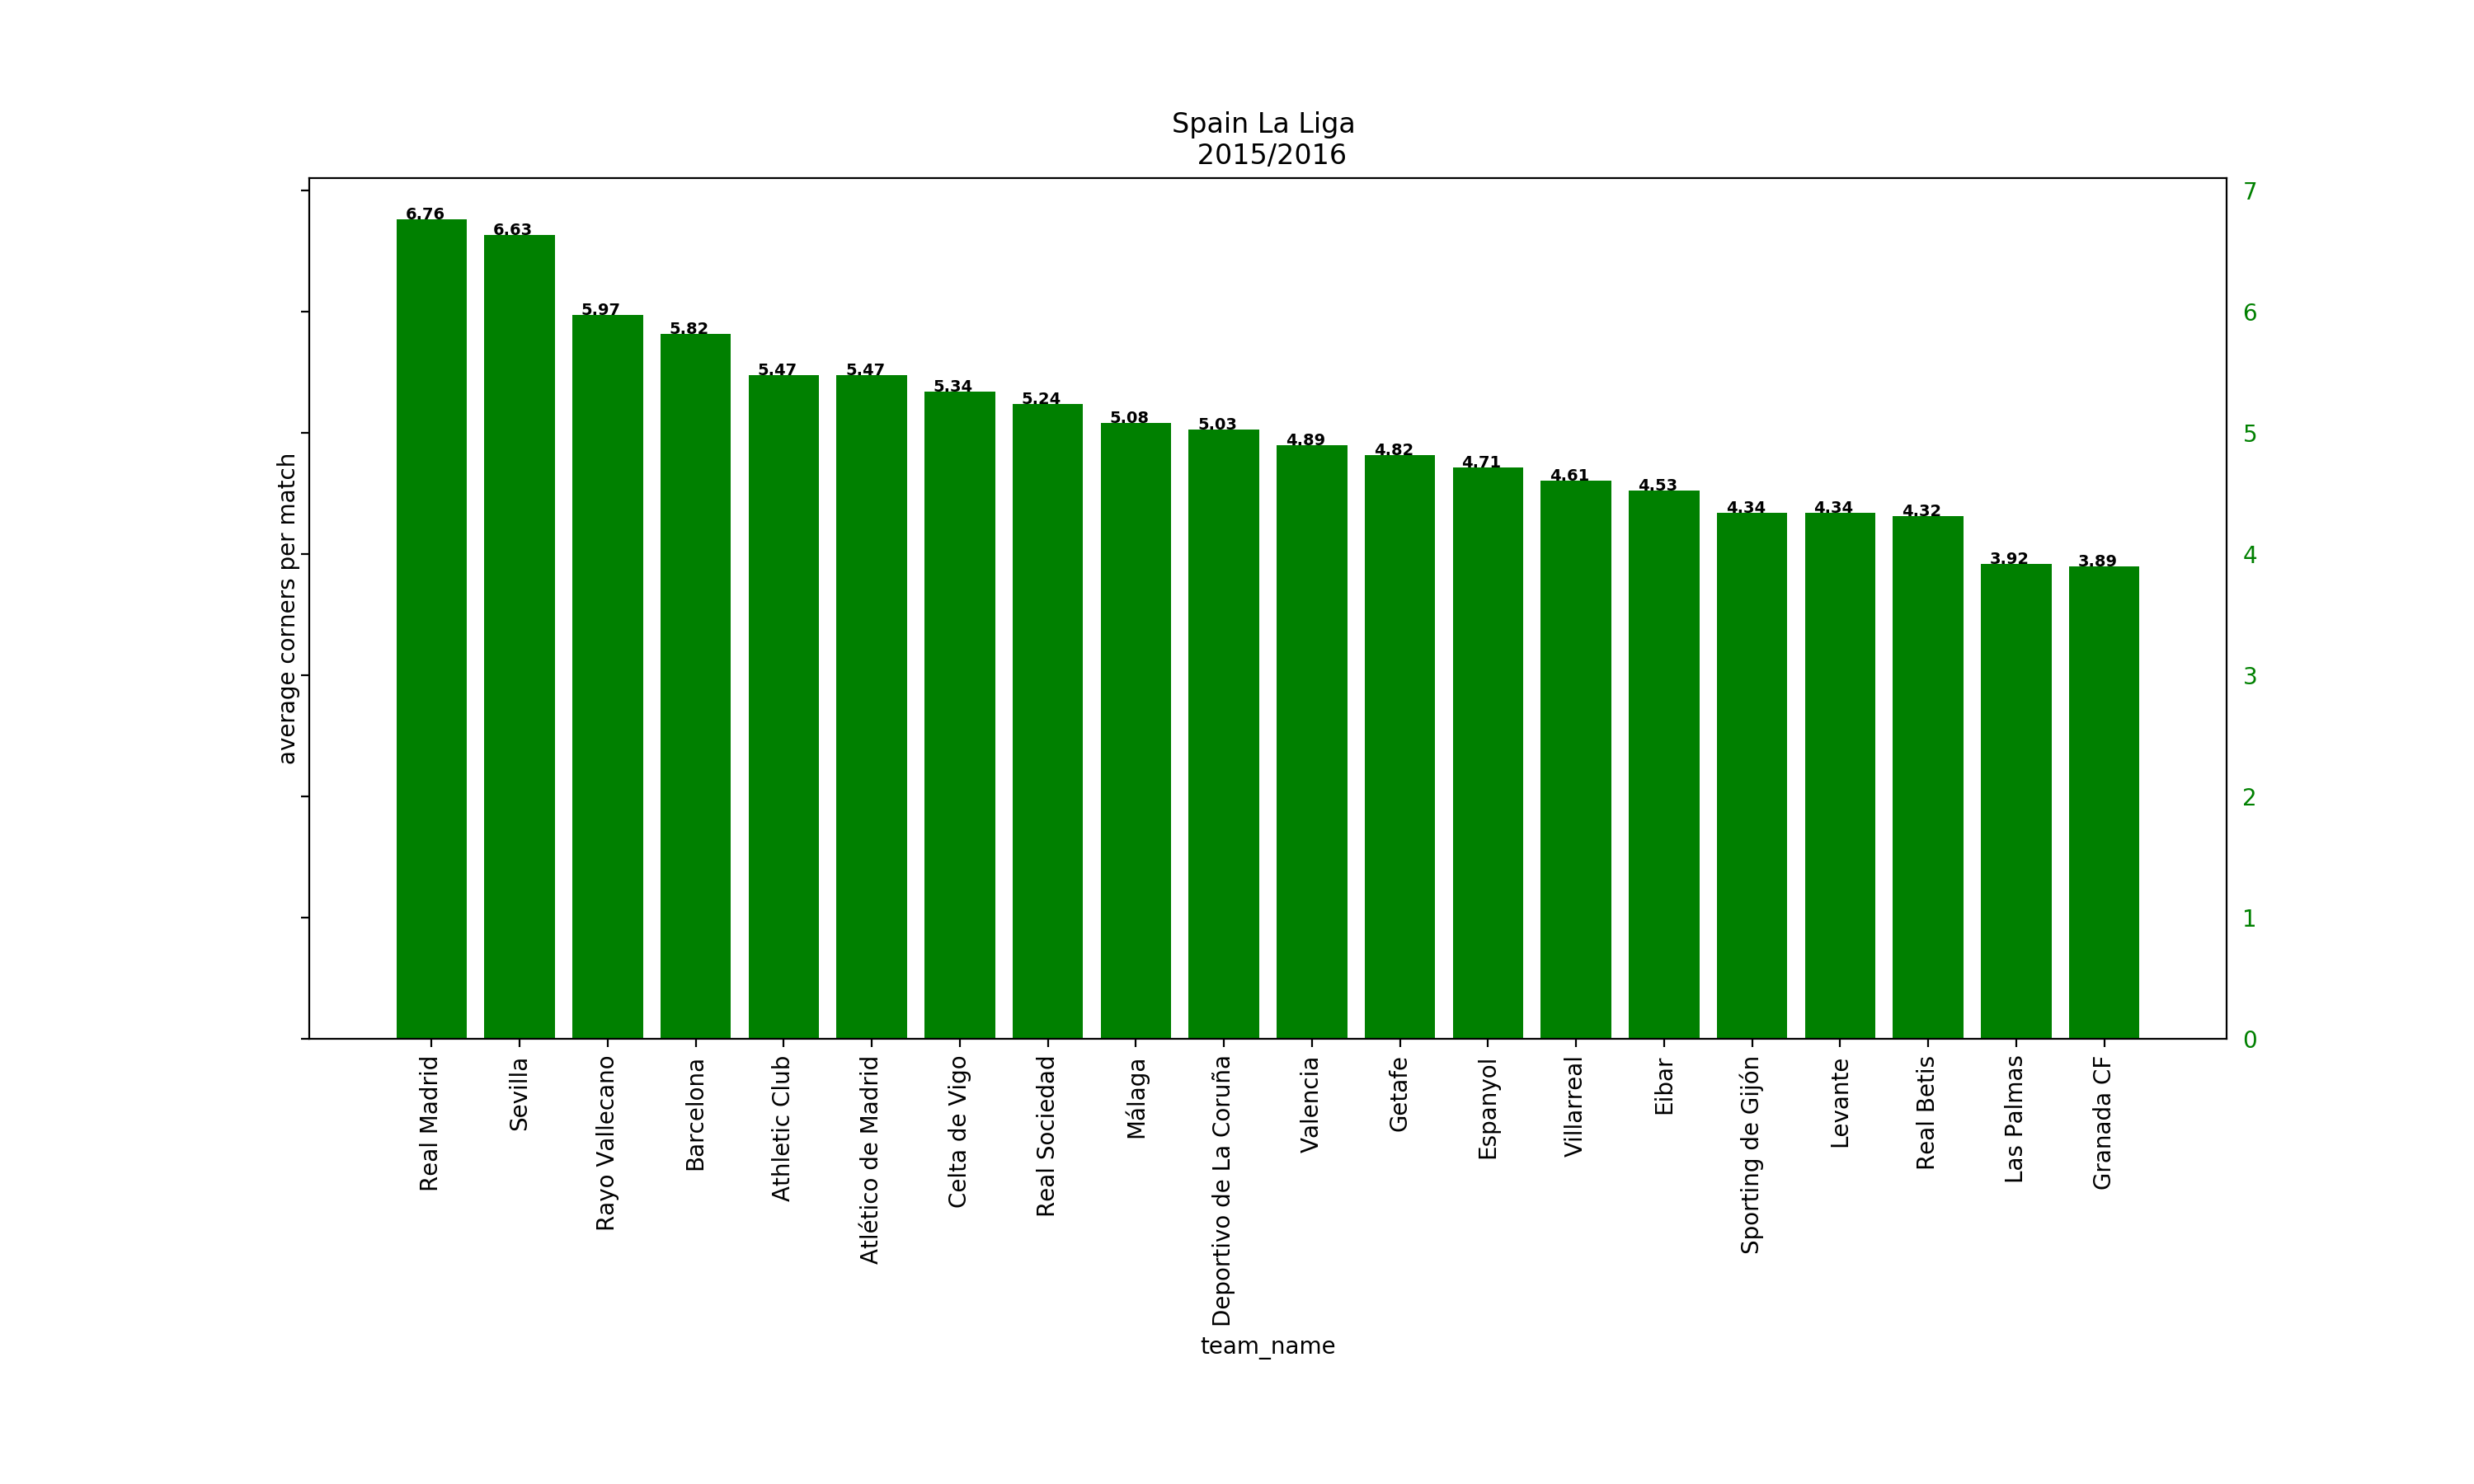 Spain La Liga
2015/2016
average corners per match
7
6
5
4
3
2
1
0
6.76
6.63
5.97
5.82
5.47
5.47
5.34
5.24
5.08
5.03
4.89
4.82
4.71
4.61
4.53
4.34
4.34
4.32
3.92
3.89
Real Madrid
Sevilla
Rayo Vallecano
Barcelona
Athletic Club
Atlético de Madrid
Celta de Vigo
Real Sociedad
Málaga
Deportivo de La Coruña
Valencia
Getafe
Espanyol
Villarreal
Eibar
Sporting de Gijón
Levante
Real Betis
Las Palmas
Granada CF
team_name